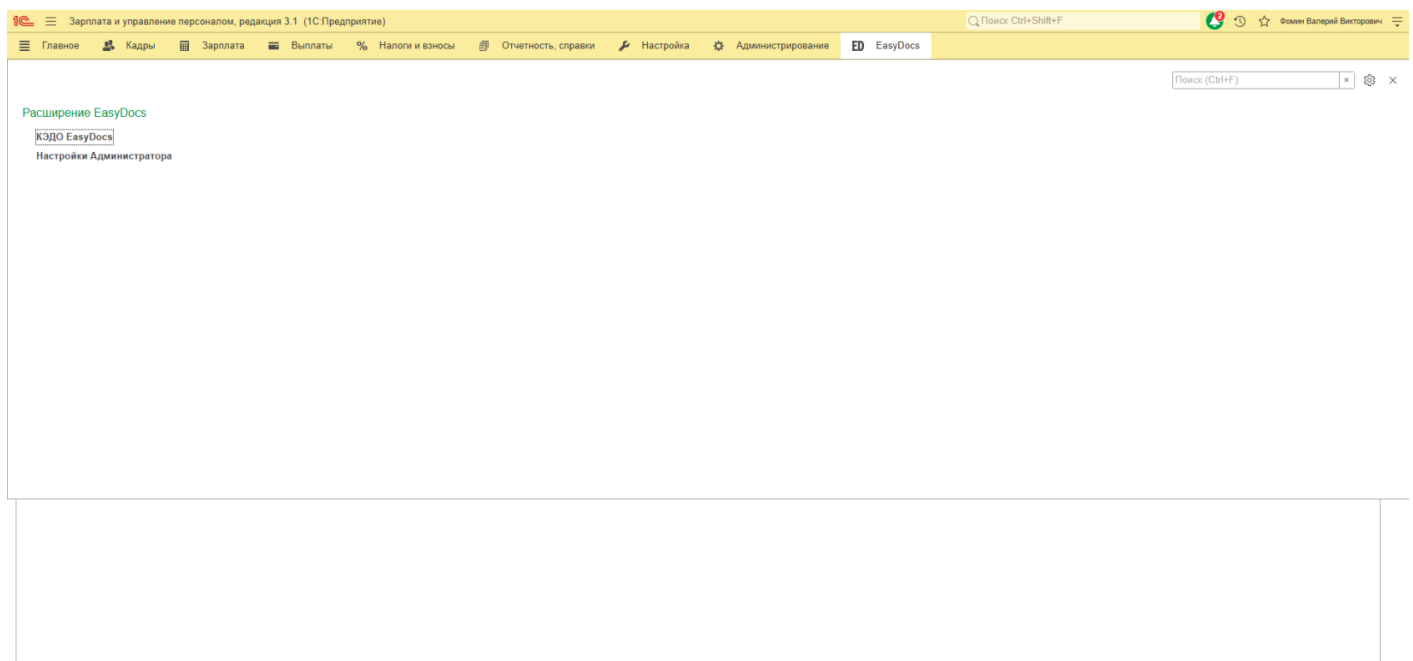 1С Зарплата и управление персоналом, редакция 3.1 (1С:Предприятие) Поиск Ctrl+Shift+F 2 Фомин Валерий Викторович
Главное Кадры Зарплата Выплаты % Налоги и взносы Отчетность, справки Настройка Администрирование ED EasyDocs
Поиск (Ctrl+F) ×
Расширение EasyDocs
КЭДО EasyDocs
Настройки Администратора